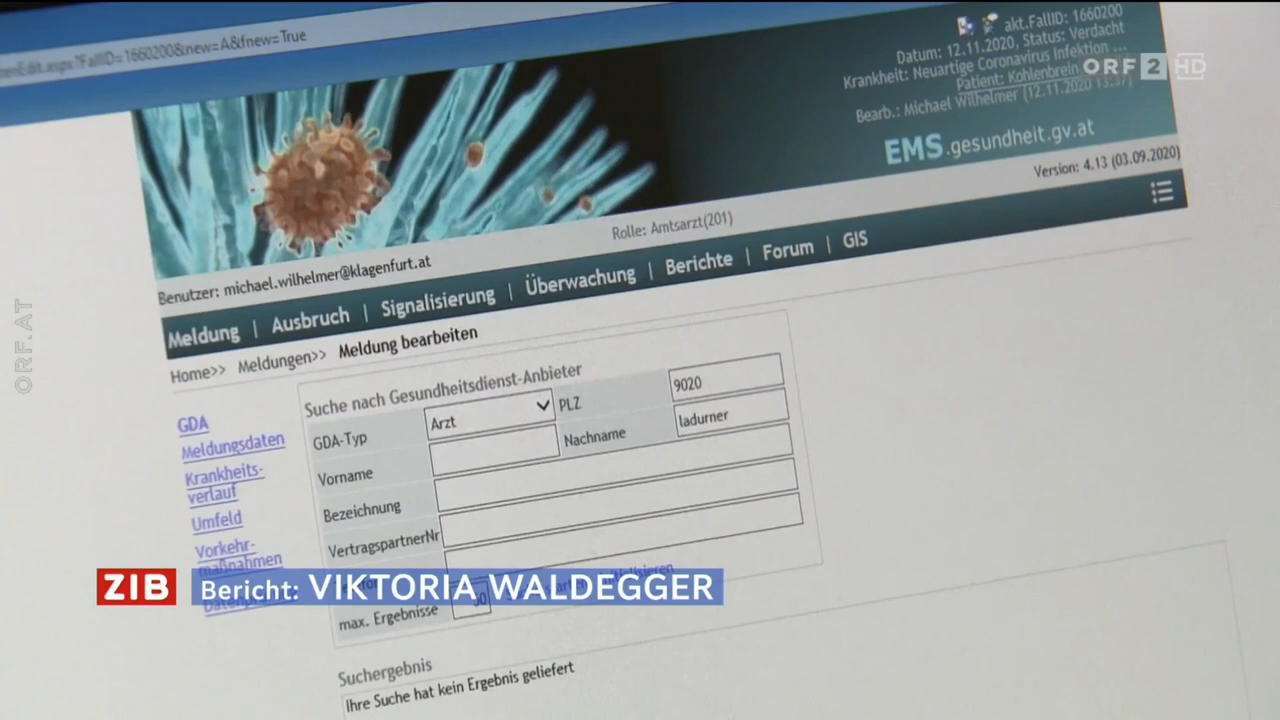 menEdit.aspx?FallID=1660200&new=A&fnew=True
akt.FallID: 1660200
Datum: 12.11.2020, Status: Verdacht
Krankheit: Neuartige Coronavirus Infektion ...
Patient: Kohlenbrein
Bearb.: Michael Wilhelmer (12.11.2020 13:37)
ORF 2 HD
EMS.gesundheit.gv.at
Version: 4.13 (03.09.2020)
Rolle: Amtsarzt(201)
Benutzer: michael.wilhelmer@klagenfurt.at
Meldung | Ausbruch | Signalisierung | Überwachung | Berichte | Forum | GIS
Home>> Meldungen>> Meldung bearbeiten
ORF.AT
GDA
Meldungsdaten
Krankheits-
verlauf
Umfeld
Vorkehr-
maßnahmen
Suche nach Gesundheitsdienst-Anbieter
GDA-Typ Arzt PLZ 9020
Vorname Nachname ladurner
Bezeichnung
VertragspartnerNr
max. Ergebnisse 50
ZIB Bericht: VIKTORIA WALDEGGER
Suchergebnis
Ihre Suche hat kein Ergebnis geliefert